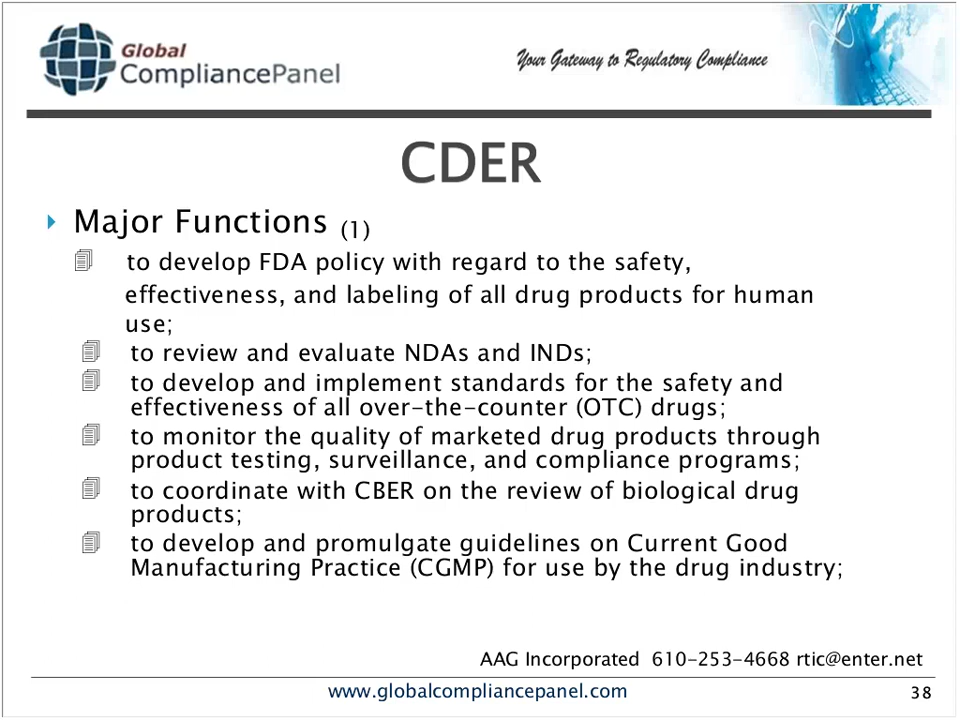 Global
CompliancePanel
Your Gateway to Regulatory Compliance
CDER
Major Functions (1)
to develop FDA policy with regard to the safety,
effectiveness, and labeling of all drug products for human
use;
to review and evaluate NDAs and INDs;
to develop and implement standards for the safety and
effectiveness of all over-the-counter (OTC) drugs;
to monitor the quality of marketed drug products through
product testing, surveillance, and compliance programs;
to coordinate with CBER on the review of biological drug
products;
to develop and promulgate guidelines on Current Good
Manufacturing Practice (CGMP) for use by the drug industry;
AAG Incorporated 610-253-4668 rtic@enter.net
www.globalcompliancepanel.com
38